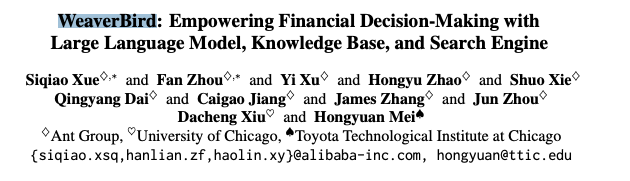 WeaverBird: Empowering Financial Decision-Making with
Large Language Model, Knowledge Base, and Search Engine
Siqiao Xue♢,* and Fan Zhou♢,* and Yi Xu♢ and Hongyu Zhao♢ and Shuo Xie♢
Qingyang Dai♢ and Caigao Jiang♢ and James Zhang♢ and Jun Zhou♢
Dacheng Xiu♡ and Hongyuan Mei♠
♢Ant Group, ♡University of Chicago, ♠Toyota Technological Institute at Chicago
{siqiao.xsq,hanlian.zf,haolin.xy}@alibaba-inc.com, hongyuan@ttic.edu